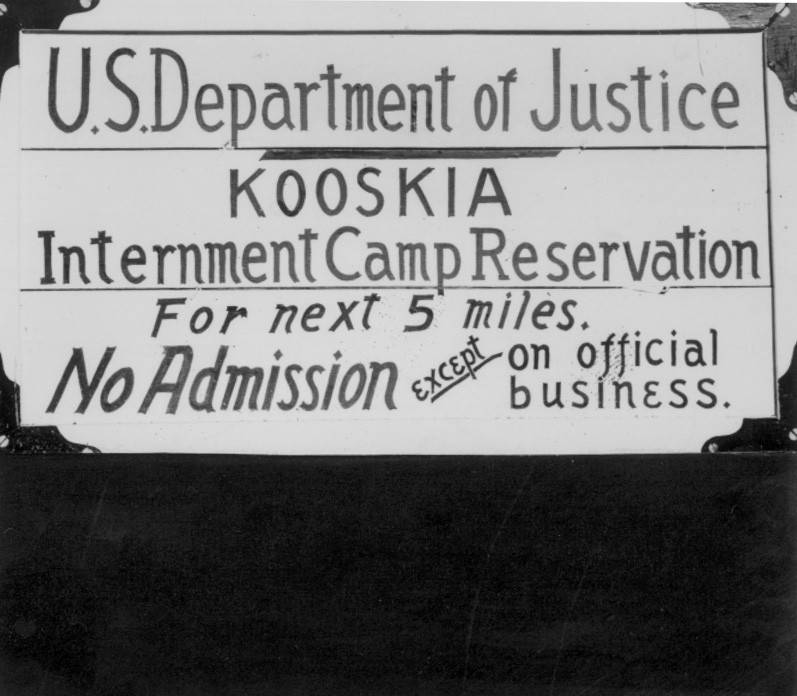 U.S. Department of Justice
KOOSKIA
Internment Camp Reservation
For next 5 miles.
No Admission except on official
business.